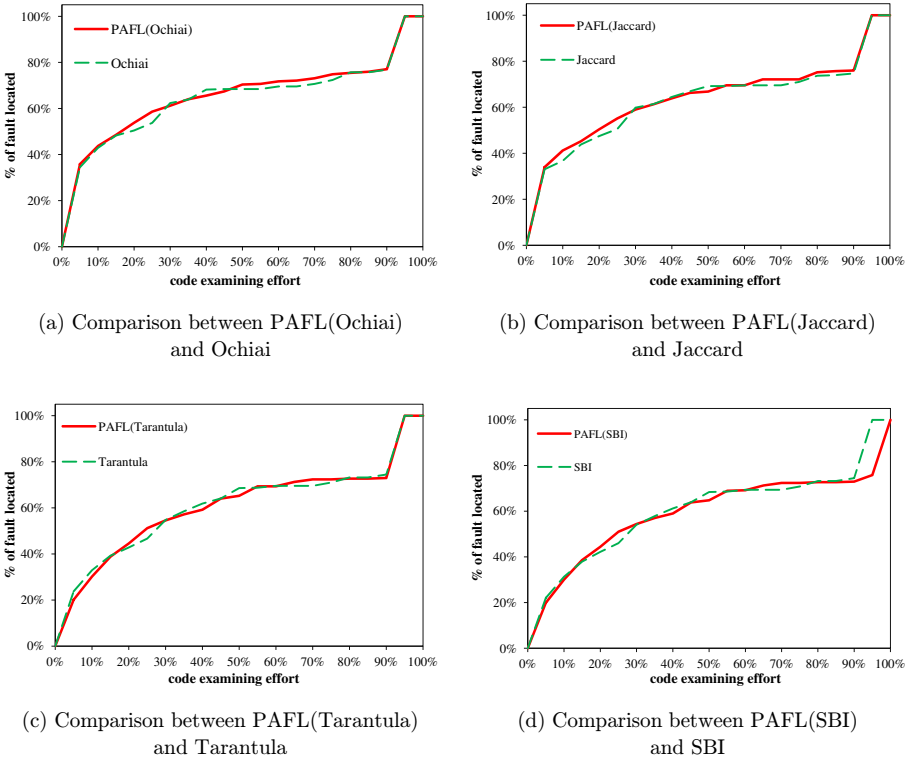 100%
80%
60%
40%
20%
0%
% of fault located
PAFL(Ochiai)
Ochiai
0% 10% 20% 30% 40% 50% 60% 70% 80% 90% 100%
code examining effort
(a) Comparison between PAFL(Ochiai)
and Ochiai
100%
80%
60%
40%
20%
0%
% of fault located
PAFL(Jaccard)
Jaccard
0% 10% 20% 30% 40% 50% 60% 70% 80% 90% 100%
code examining effort
(b) Comparison between PAFL(Jaccard)
and Jaccard
100%
80%
60%
40%
20%
0%
% of fault located
PAFL(Tarantula)
Tarantula
0% 10% 20% 30% 40% 50% 60% 70% 80% 90% 100%
code examining effort
(c) Comparison between PAFL(Tarantula)
and Tarantula
100%
80%
60%
40%
20%
0%
% of fault located
PAFL(SBI)
SBI
0% 10% 20% 30% 40% 50% 60% 70% 80% 90% 100%
code examining effort
(d) Comparison between PAFL(SBI)
and SBI